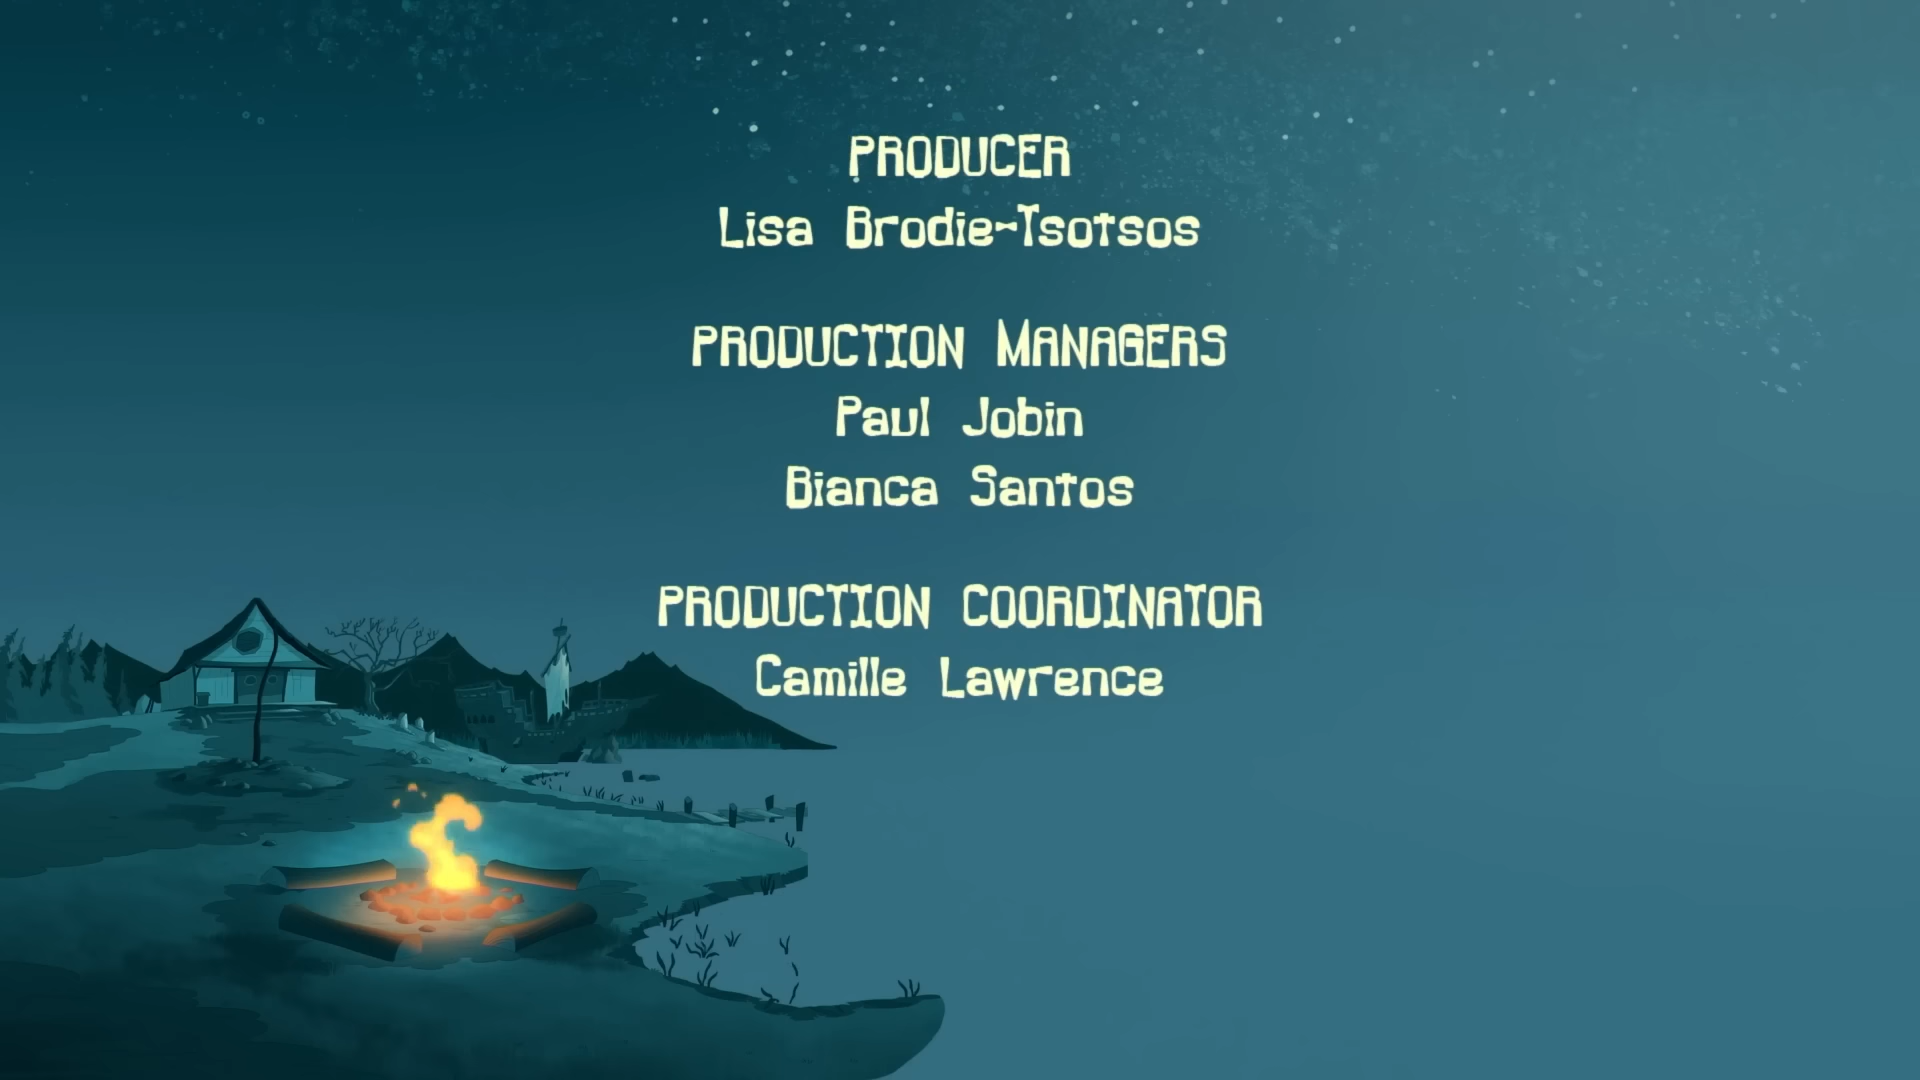 PRODUCER
Lisa Brodie-Tsotsos
PRODUCTION MANAGERS
Paul Jobin
Bianca Santos
PRODUCTION COORDINATOR
Camille Lawrence